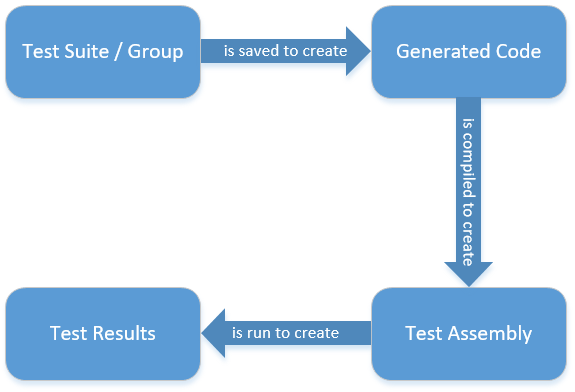 Test Suite / Group
is saved to create
Generated Code
is compiled to create
Test Assembly
is run to create
Test Results